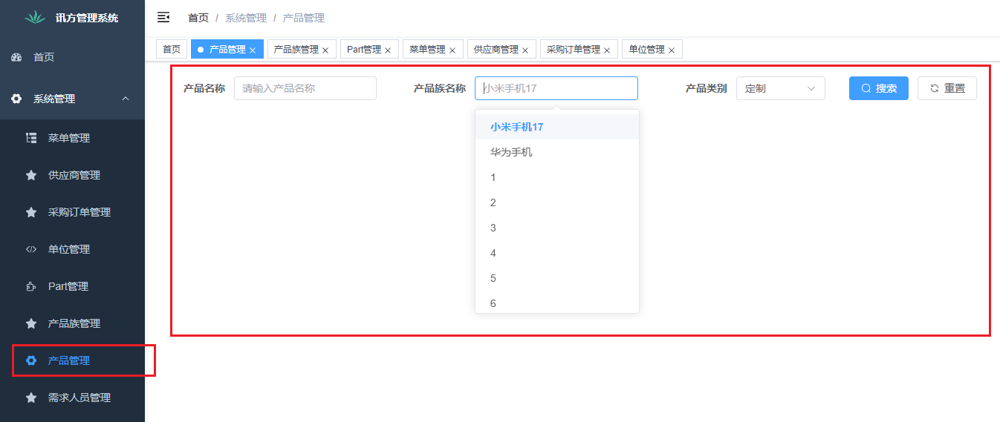 讯方管理系统
首页
系统管理
菜单管理
供应商管理
采购订单管理
单位管理
Part管理
产品族管理
产品管理
需求人员管理
首页 / 系统管理 / 产品管理
首页 产品管理 产品族管理 Part管理 菜单管理 供应商管理 采购订单管理 单位管理
产品名称 请输入产品名称 产品族名称 小米手机17 产品类别 定制 搜索 重置
小米手机17
华为手机
1
2
3
4
5
6